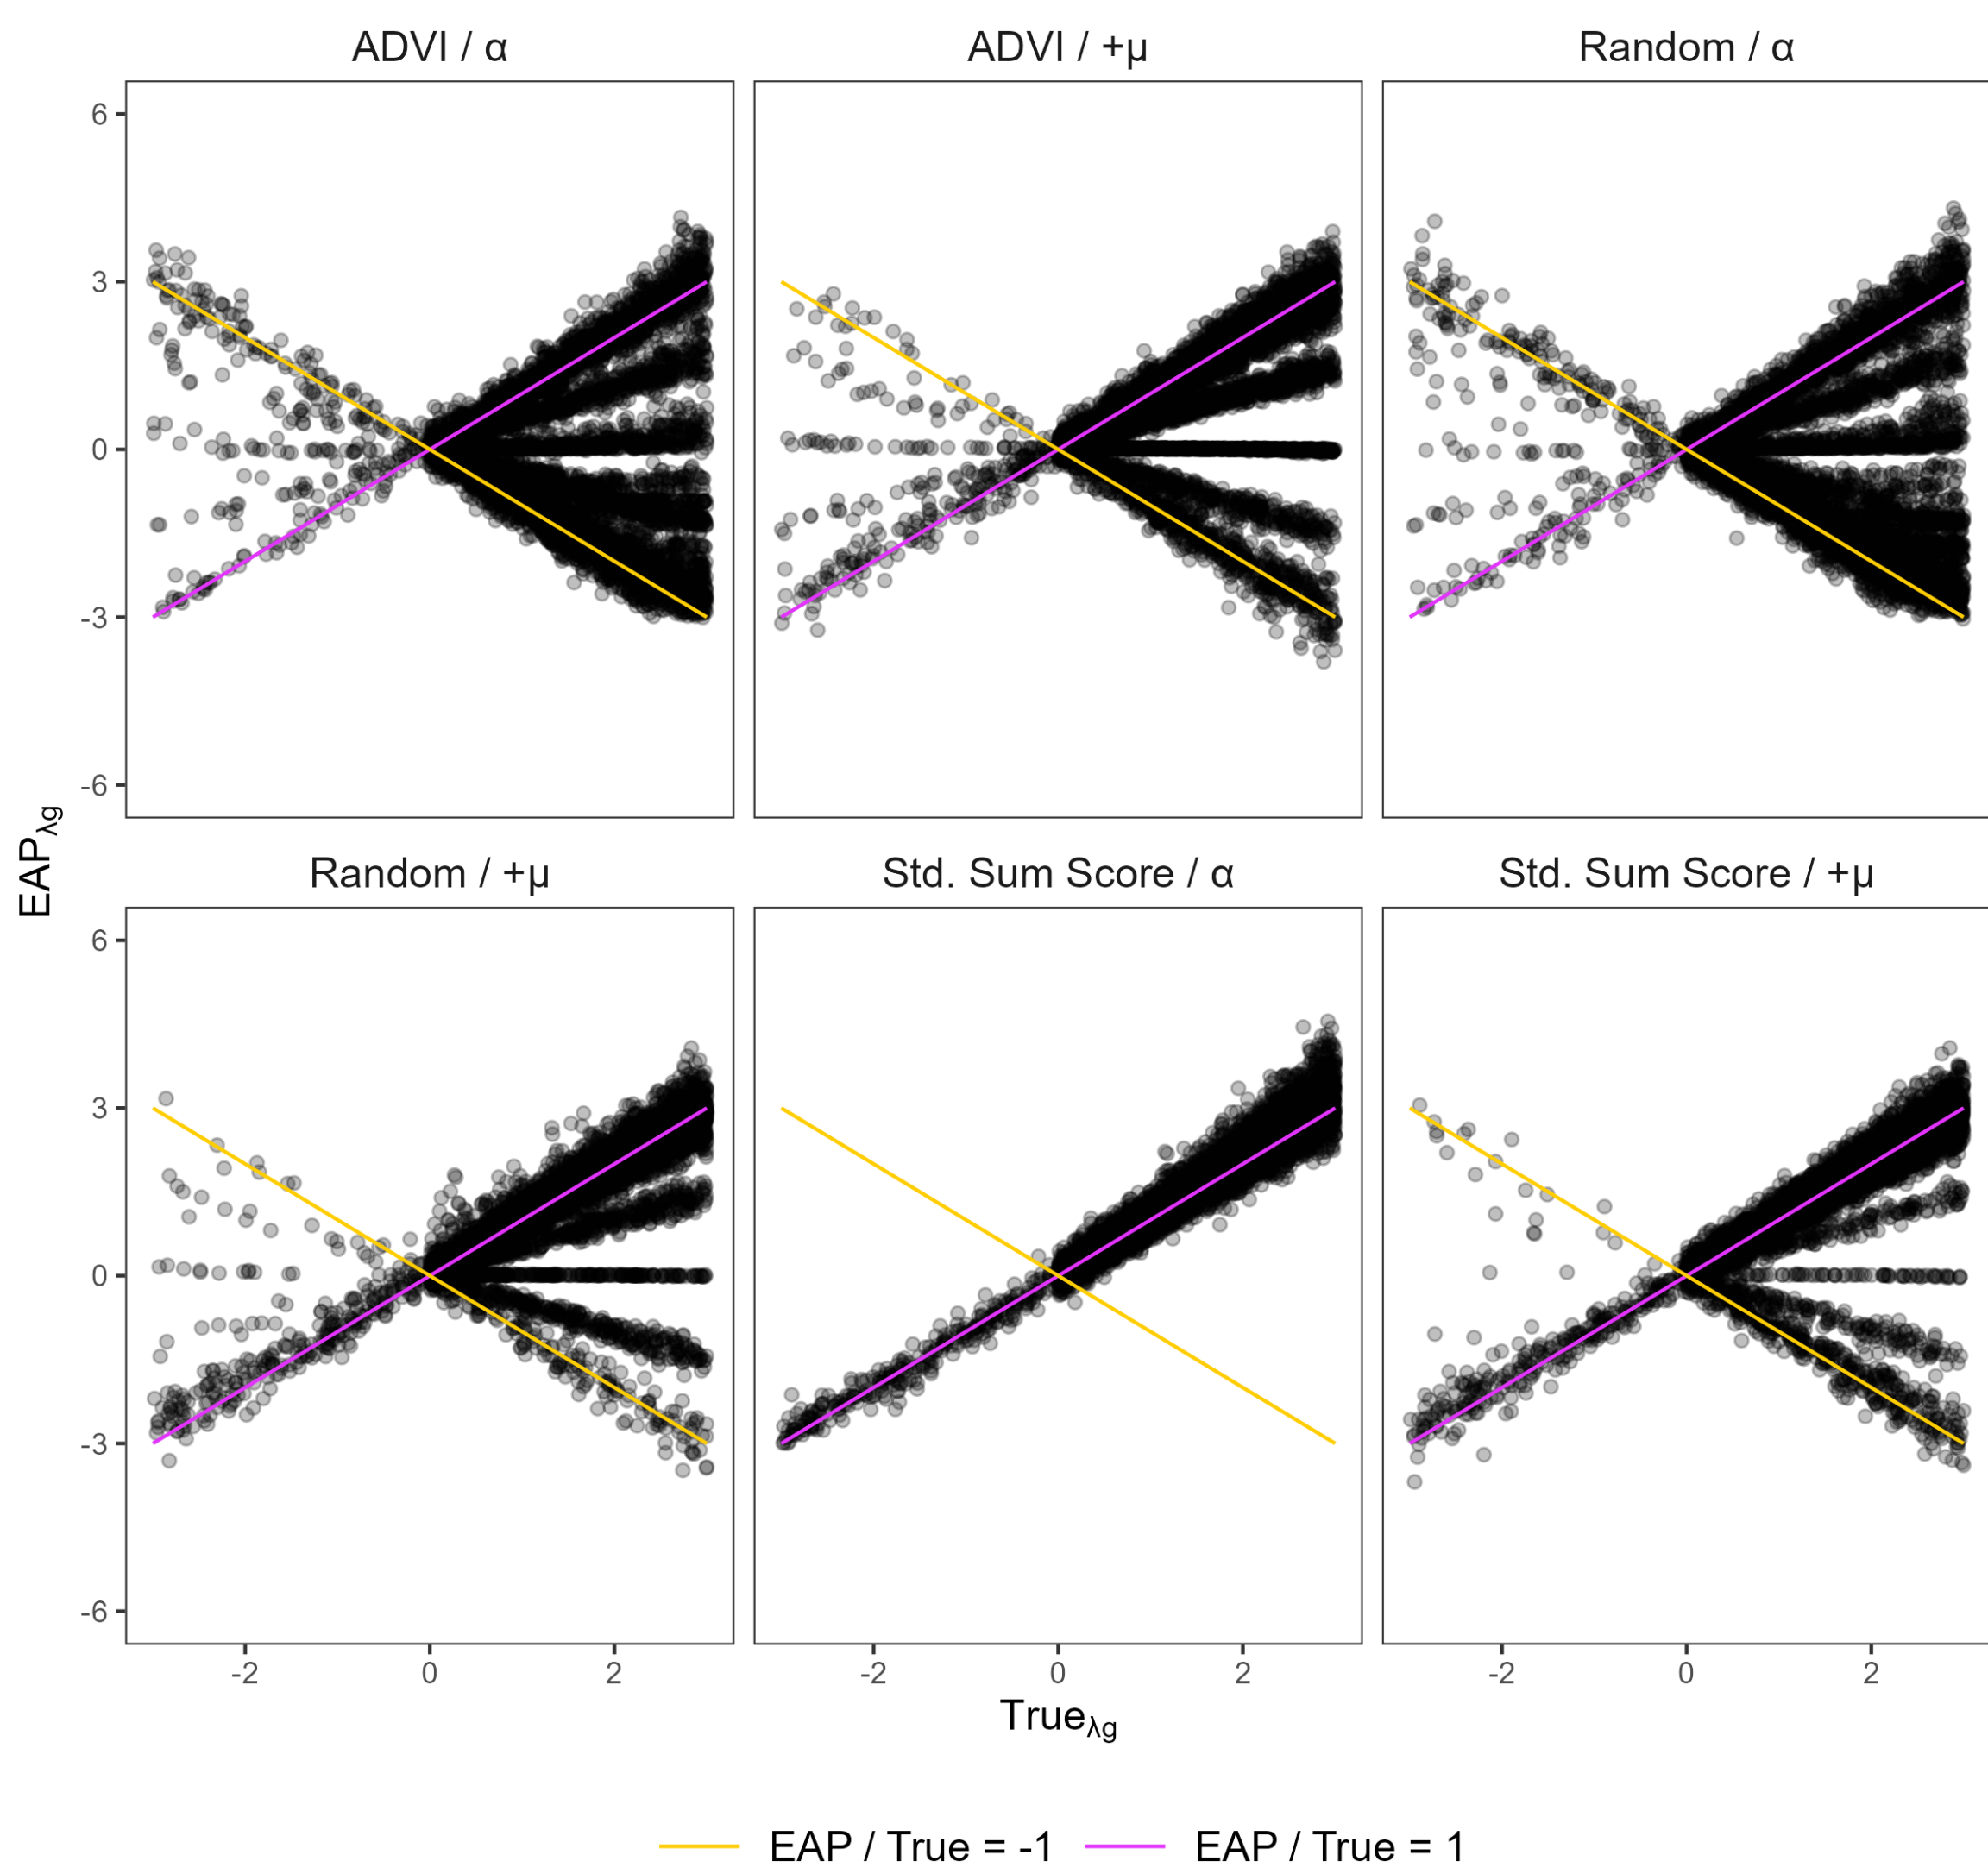 ADVI / α
ADVI / +μ
Random / α
6
3
0
-3
-6
EAPλg
Random / +μ
Std. Sum Score / α
Std. Sum Score / +μ
6
3
0
-3
-6
-2 0 2
-2 0 2
-2 0 2
Trueλg
EAP / True = -1
EAP / True = 1